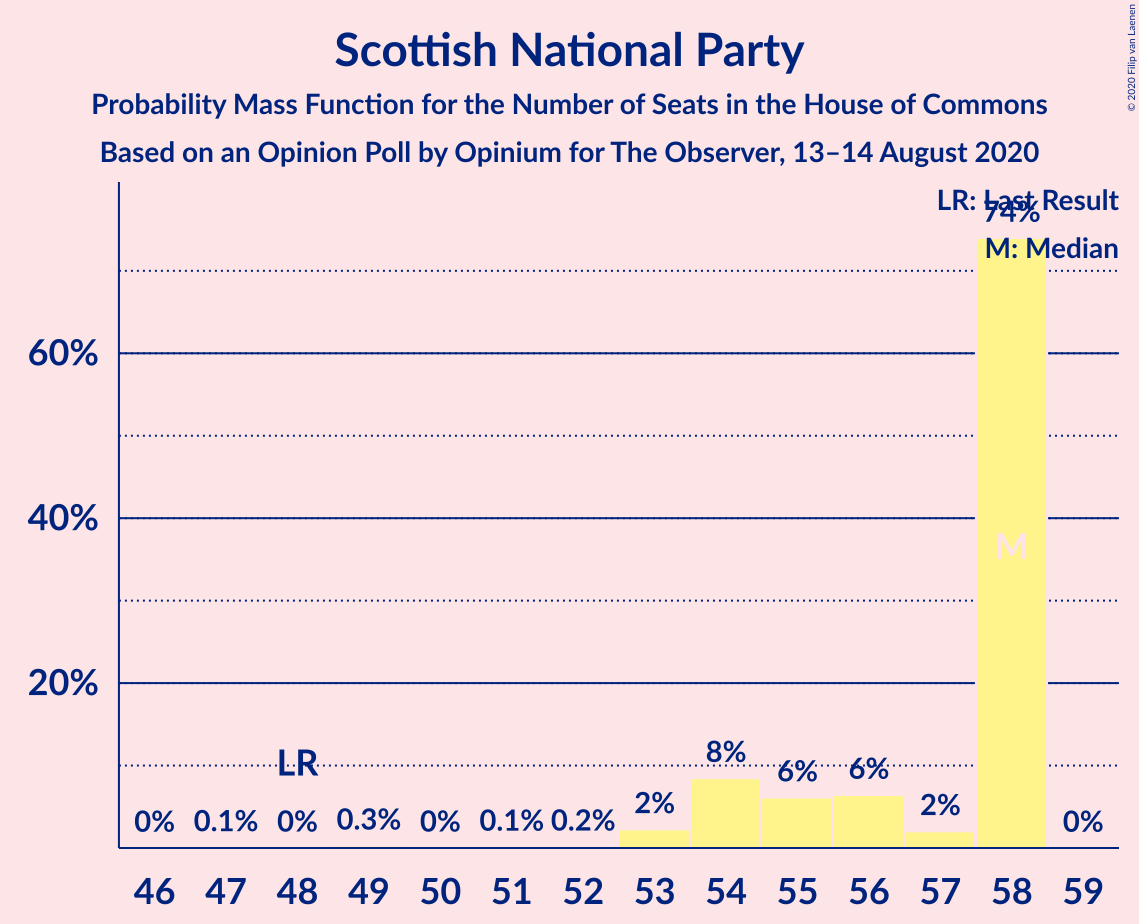 Scottish National Party
Probability Mass Function for the Number of Seats in the House of Commons
Based on an Opinion Poll by Opinium for The Observer, 13–14 August 2020
© 2020 Filip van Laenen
LR: Last Result
M: Median
74%
60%
40%
20%
M
LR
0% 0.1% 0% 0.3% 0% 0.1% 0.2% 2% 8% 6% 6% 2% 0%
46 47 48 49 50 51 52 53 54 55 56 57 58 59